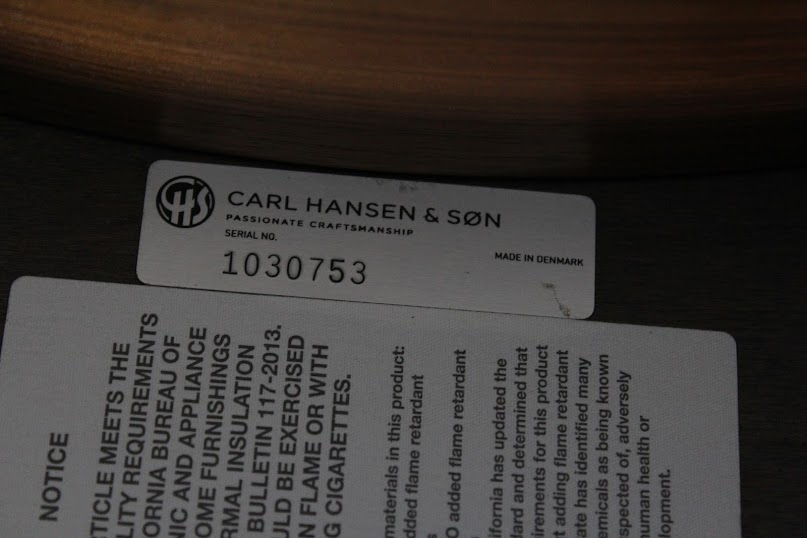 CHS
CARL HANSEN & SØN
PASSIONATE CRAFTSMANSHIP
SERIAL NO.
1030753
MADE IN DENMARK
NOTICE
TICLE MEETS THE
LITY REQUIREMENTS
ORNIA BUREAU OF
NIC AND APPLIANCE
OME FURNISHINGS
RMAL INSULATION
BULLETIN 117-2013.
ULD BE EXERCISED
N FLAME OR WITH
G CIGARETTES.
materials in this product:
dded flame retardant
s
O added flame retardant
ifornia has updated the
dard and determined that
irements for this product
t adding flame retardant
ate has identified many
emicals as being known
spected of, adversely
uman health or
lopment.